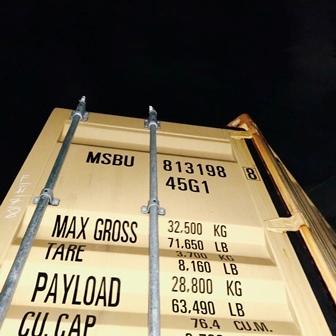 MSBU 813198 8
45G1
MAX GROSS 32,500 KG
71,650 LB
TARE 3,700 KG
8,160 LB
PAYLOAD 28,800 KG
63,490 LB
CU. CAP 76.4 CU.M.